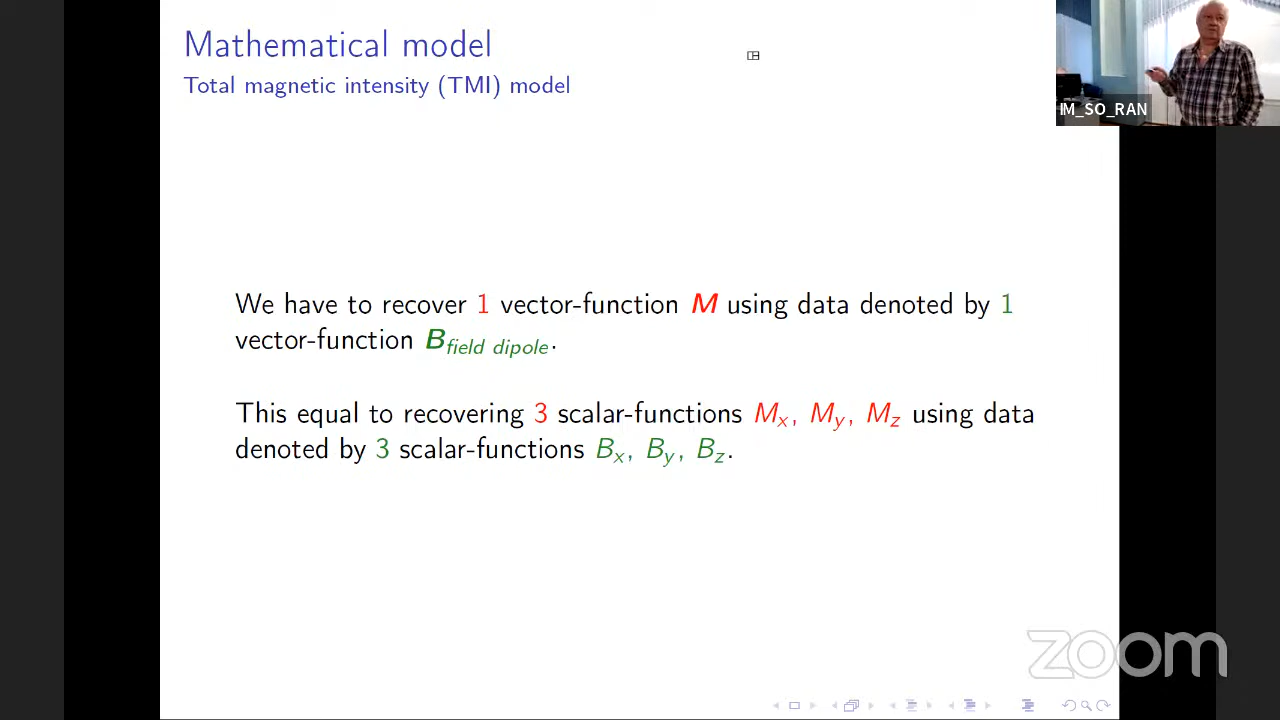 Mathematical model
Total magnetic intensity (TMI) model
IM_SO_RAN
We have to recover 1 vector-function M using data denoted by 1
vector-function B_field dipole.
This equal to recovering 3 scalar-functions M_x, M_y, M_z using data
denoted by 3 scalar-functions B_x, B_y, B_z.
zoom